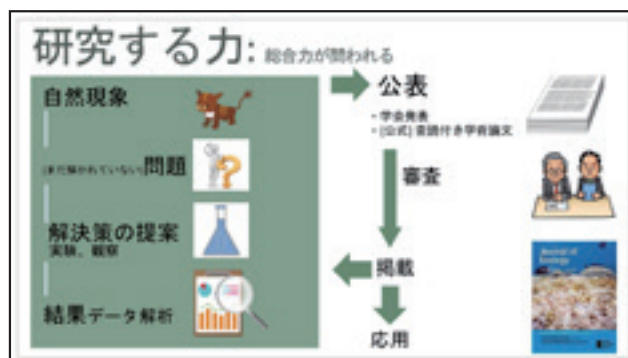 研究する力: 総合力が問われる
自然現象
(まだ解かれていない)問題
解決策の提案
実験、観察
結果データ解析
公表
・学会発表
・(公式)査読付き学術論文
審査
掲載
応用
Journal of
Zoology